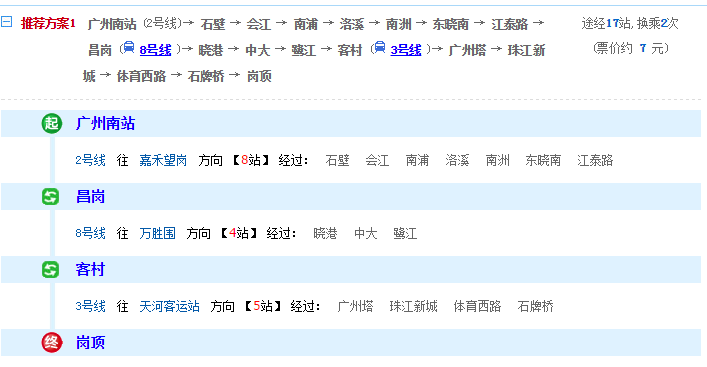 推荐方案1 广州南站 (2号线)→ 石壁 → 会江 → 南浦 → 洛溪 → 南洲 → 东晓南 → 江泰路 → 途经17站, 换乘2次
昌岗 ( 8号线 )→ 晓港 → 中大 → 鹭江 → 客村 ( 3号线 )→ 广州塔 → 珠江新 (票价约 7 元)
城 → 体育西路 → 石牌桥 → 岗顶
起 广州南站
2号线 往 嘉禾望岗 方向 【8站】 经过: 石壁 会江 南浦 洛溪 南洲 东晓南 江泰路
昌岗
8号线 往 万胜围 方向 【4站】 经过: 晓港 中大 鹭江
客村
3号线 往 天河客运站 方向 【5站】 经过: 广州塔 珠江新城 体育西路 石牌桥
终 岗顶